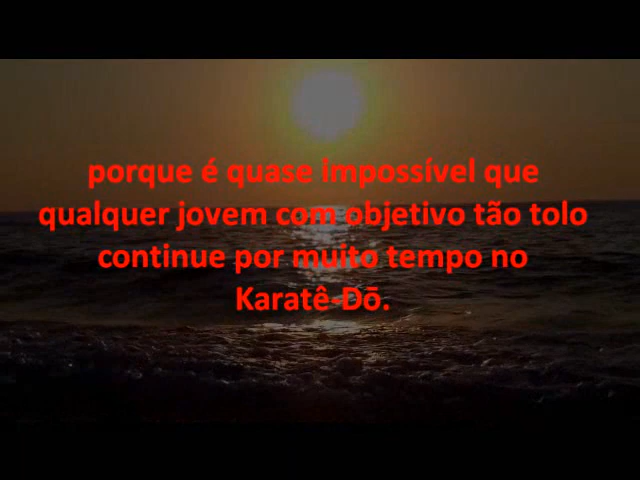 porque é quase impossível que
qualquer jovem com objetivo tão tolo
continue por muito tempo no
Karatê-Dō.